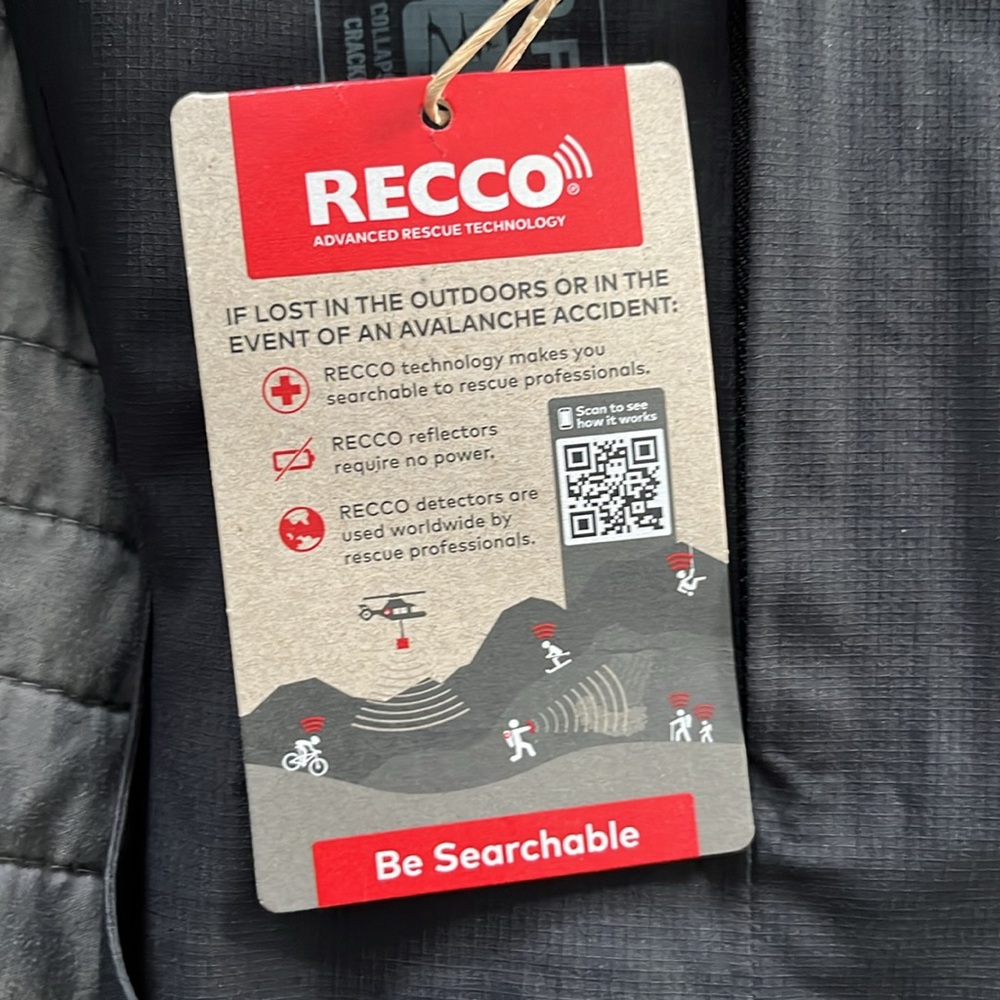 RECCO®
ADVANCED RESCUE TECHNOLOGY
IF LOST IN THE OUTDOORS OR IN THE
EVENT OF AN AVALANCHE ACCIDENT:
RECCO technology makes you
searchable to rescue professionals.
RECCO reflectors
require no power.
Scan to see
how it works
RECCO detectors are
used worldwide by
rescue professionals.
Be Searchable